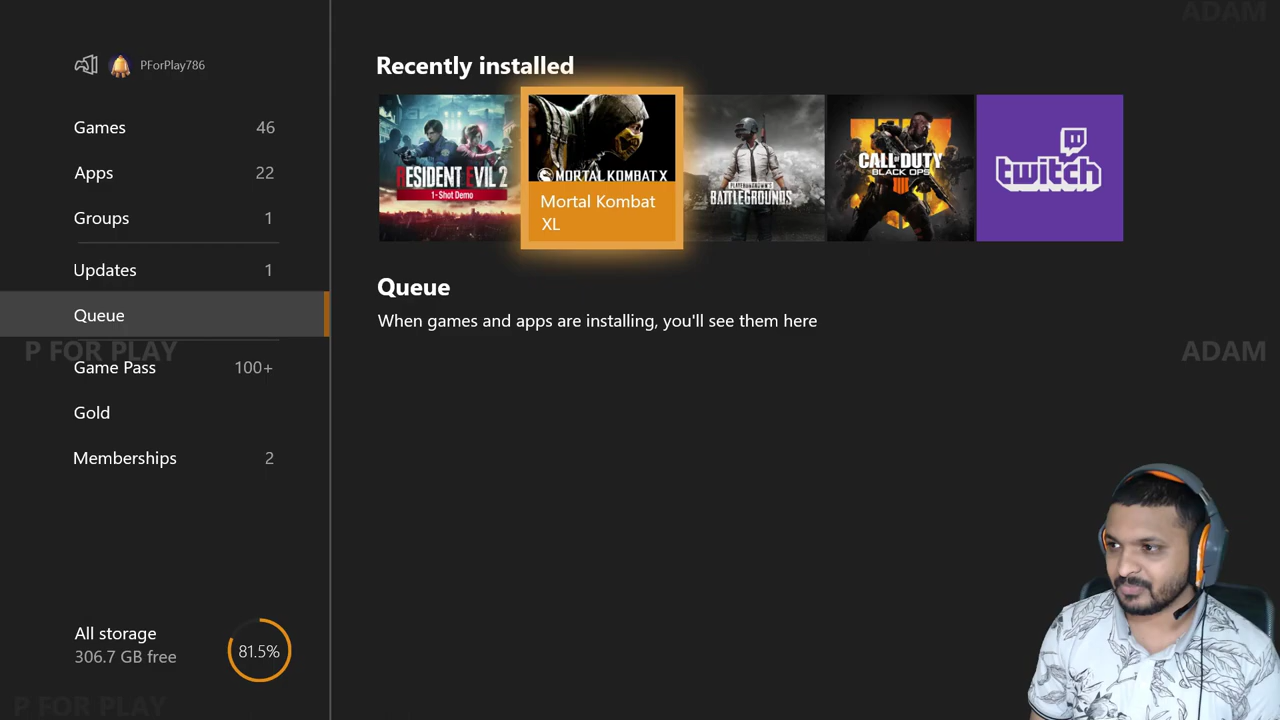 ADAM
PForPlay786
Games 46
Apps 22
Groups 1
Updates 1
Queue
P FOR PLAY
Game Pass 100+
Gold
Memberships 2
All storage
306.7 GB free
81.5%
P FOR PLAY
Recently installed
RESIDENT EVIL 2
1-Shot Demo
MORTAL KOMBAT X
Mortal Kombat
XL
PLAYERUNKNOWN'S
BATTLEGROUNDS
CALL OF DUTY
BLACK OPS
IIII
twitch
Queue
When games and apps are installing, you'll see them here
ADAM